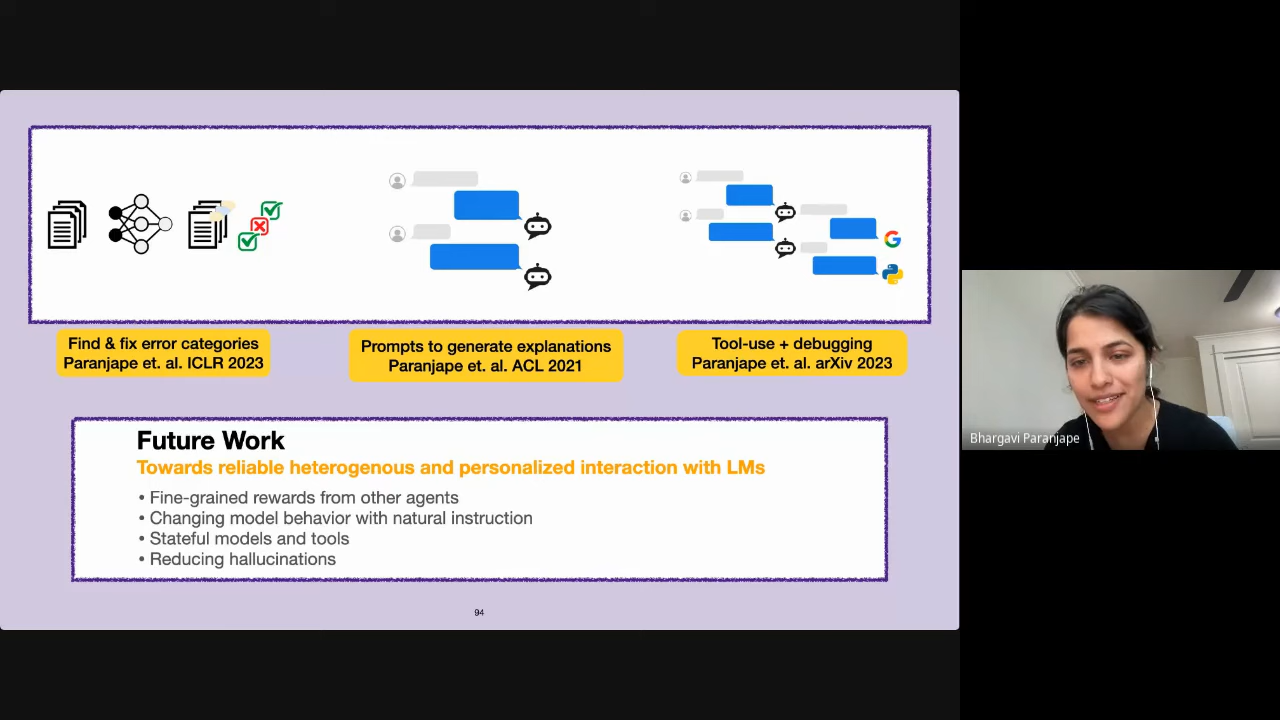 Find & fix error categories
Paranjape et. al. ICLR 2023
Prompts to generate explanations
Paranjape et. al. ACL 2021
Tool-use + debugging
Paranjape et. al. arXiv 2023
Future Work
Towards reliable heterogenous and personalized interaction with LMs
• Fine-grained rewards from other agents
• Changing model behavior with natural instruction
• Stateful models and tools
• Reducing hallucinations
94
Bhargavi Paranjape